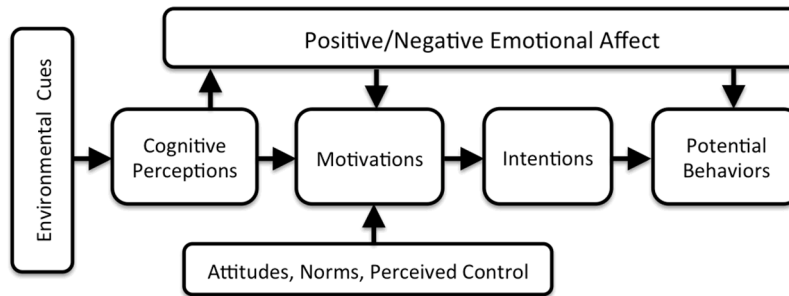 Positive/Negative Emotional Affect
Environmental Cues
Cognitive
Perceptions
Motivations
Intentions
Potential
Behaviors
Attitudes, Norms, Perceived Control